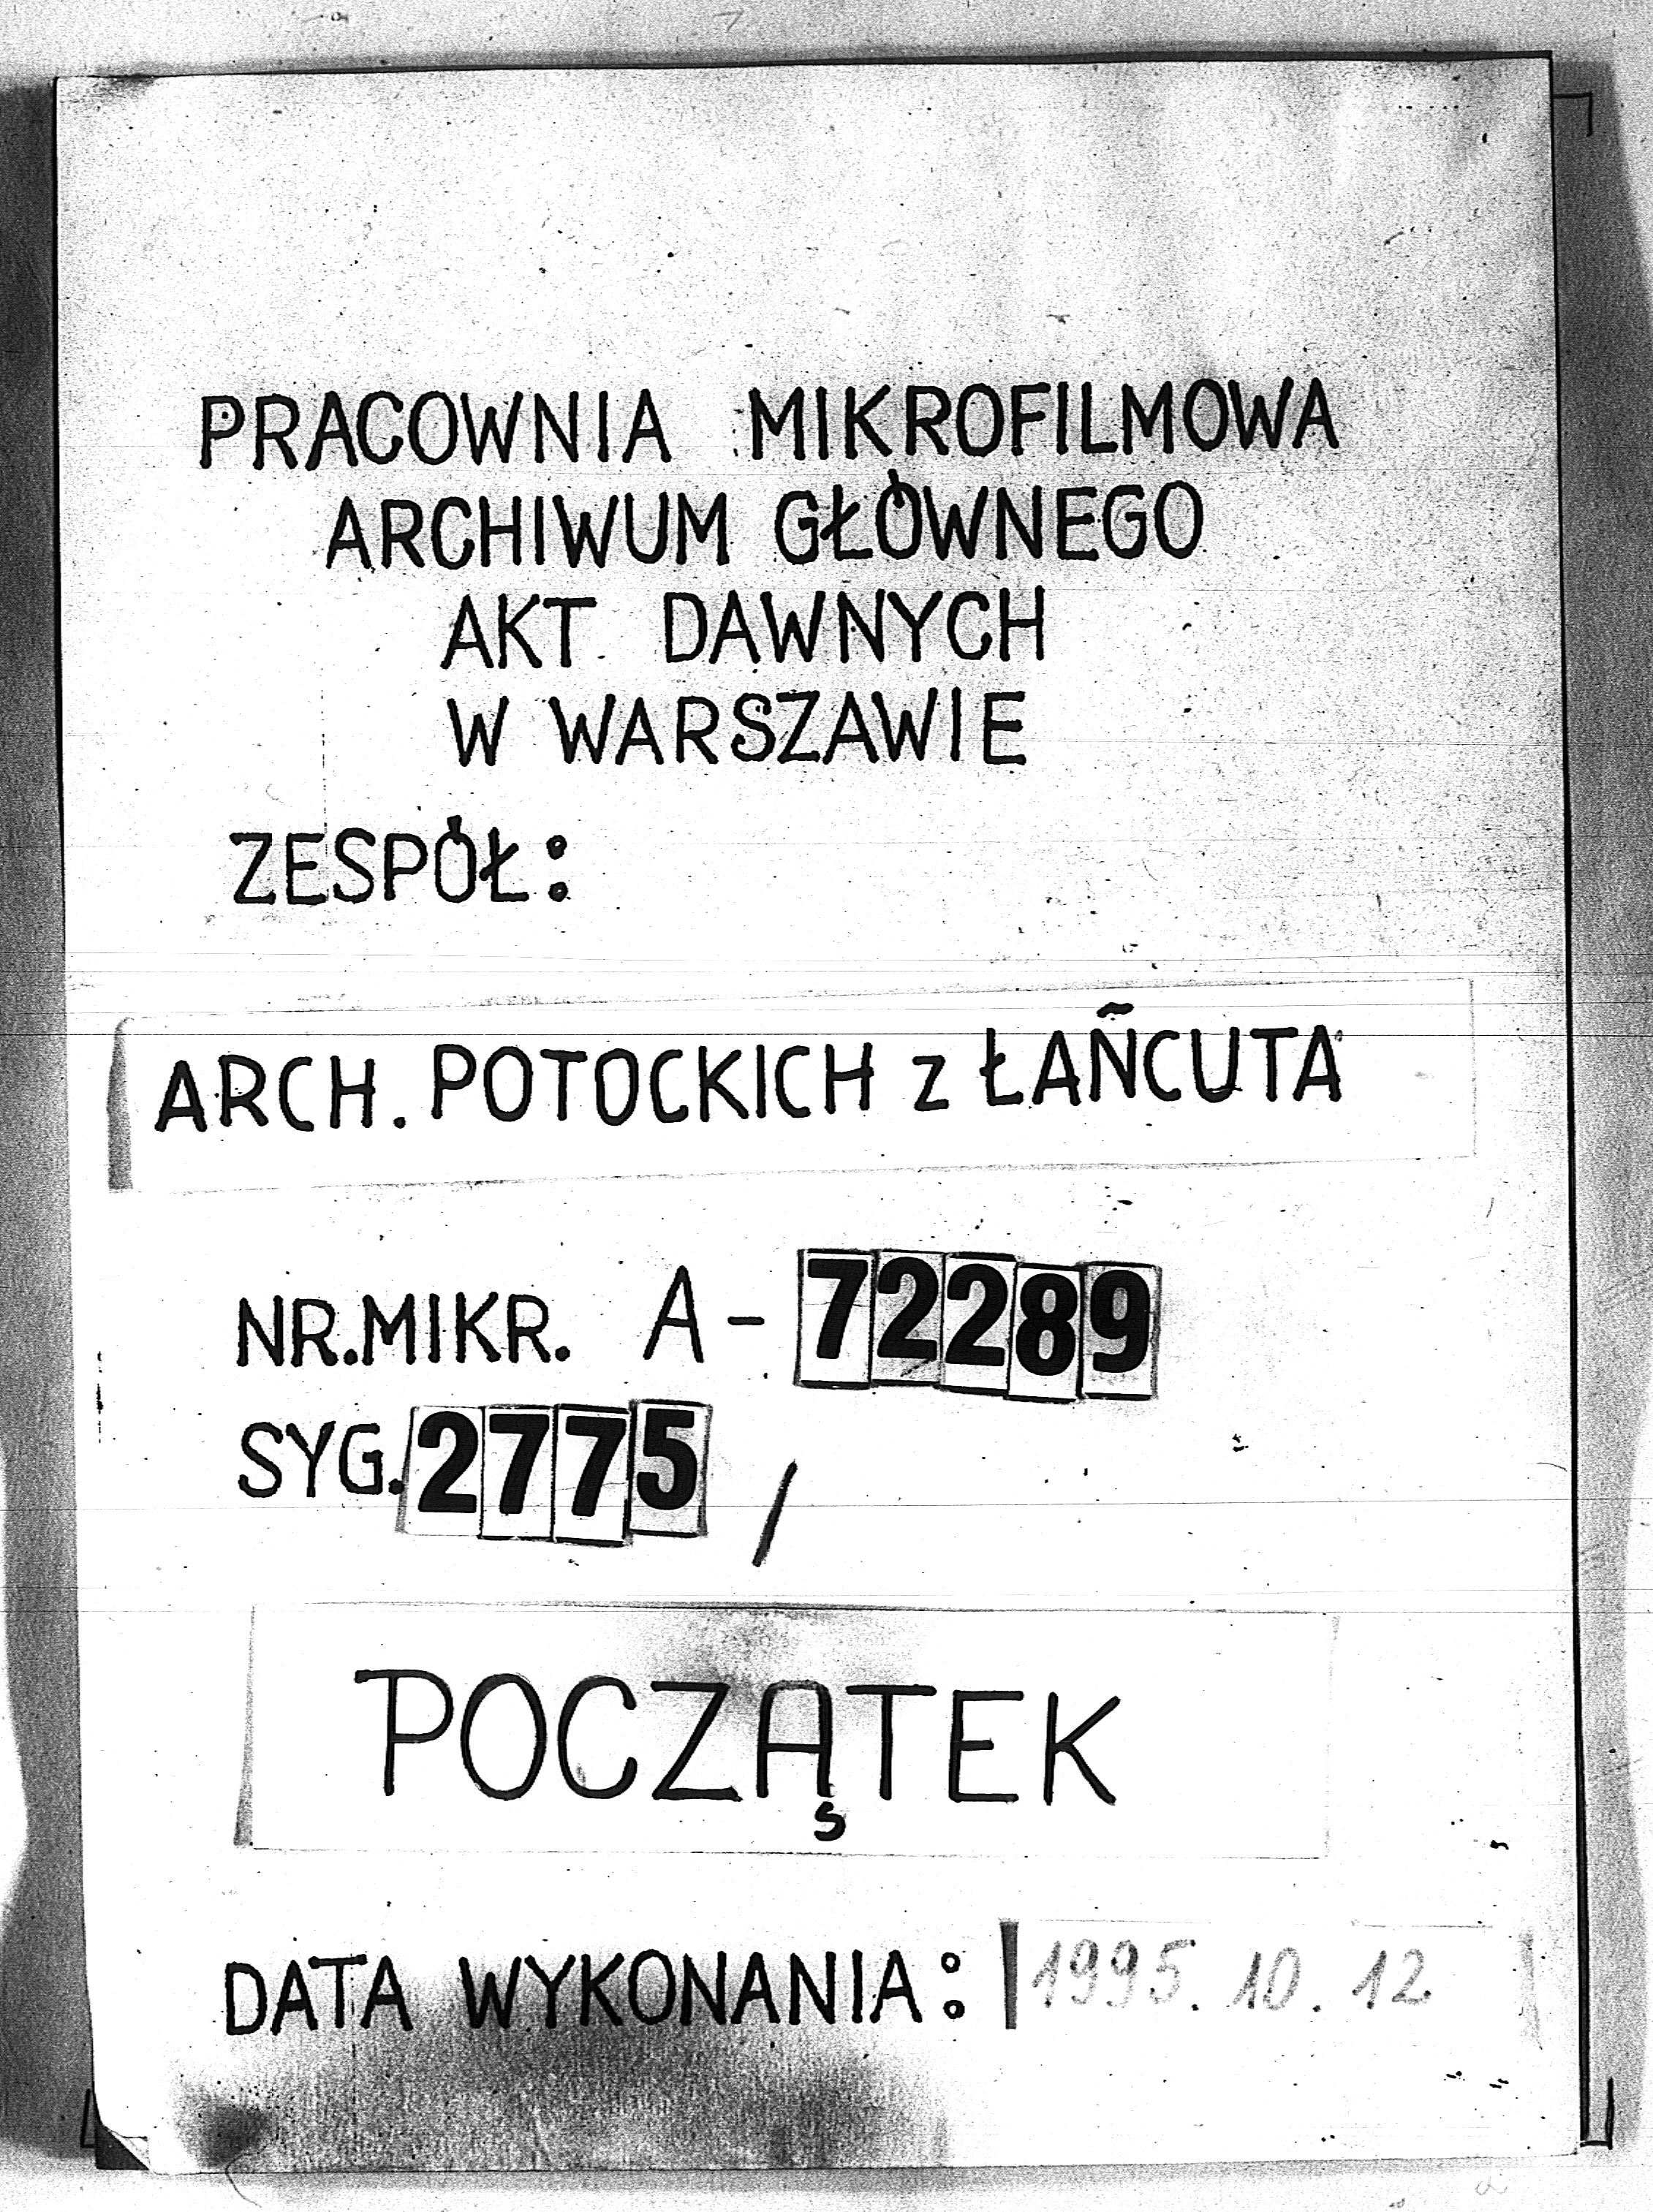 PRACOWNIA MIKROFILMOWA
ARCHIWUM GŁÓWNEGO
AKT DAWNYCH
W WARSZAWIE
ZESPÓŁ:
ARCH. POTOCKICH z ŁAŃCUTA
NR.MIKR. A-72289
SYG.2775/
POCZĄTEK
DATA WYKONANIA: 1995.10.12